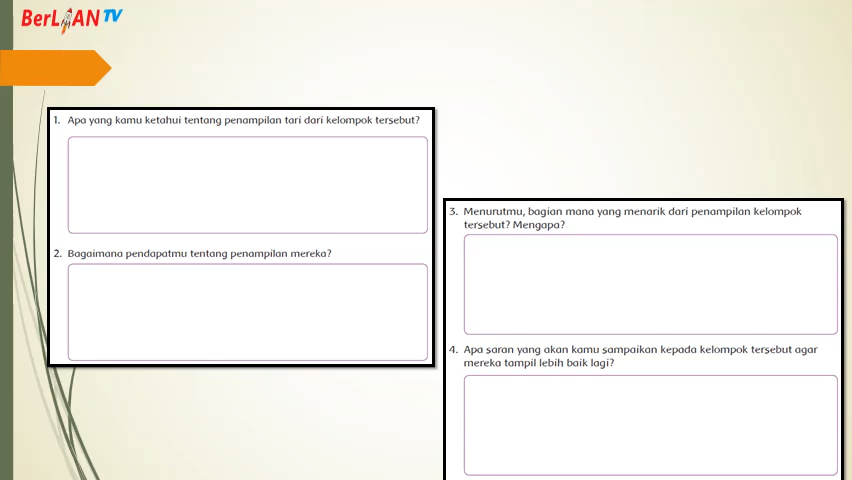 BerLIAN TV
1. Apa yang kamu ketahui tentang penampilan tari dari kelompok tersebut?
2. Bagaimana pendapatmu tentang penampilan mereka?
3. Menurutmu, bagian mana yang menarik dari penampilan kelompok
tersebut? Mengapa?
4. Apa saran yang akan kamu sampaikan kepada kelompok tersebut agar
mereka tampil lebih baik lagi?